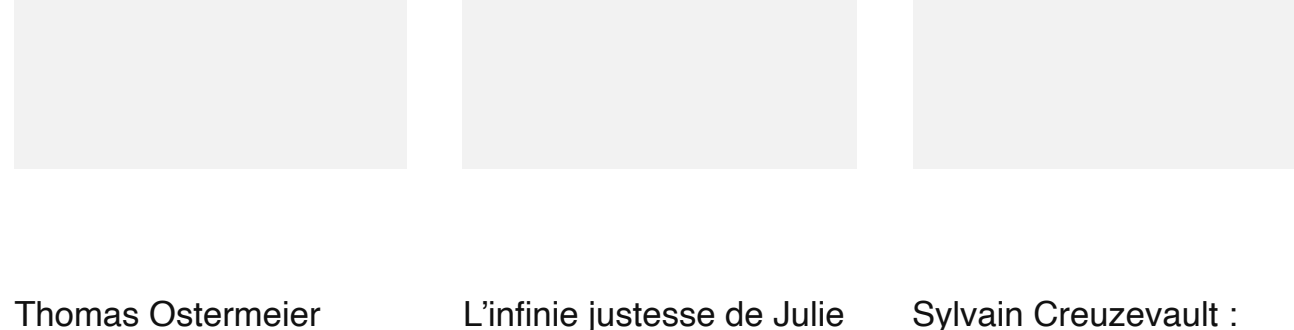 Thomas Ostermeier
L’infinie justesse de Julie
Sylvain Creuzevault :